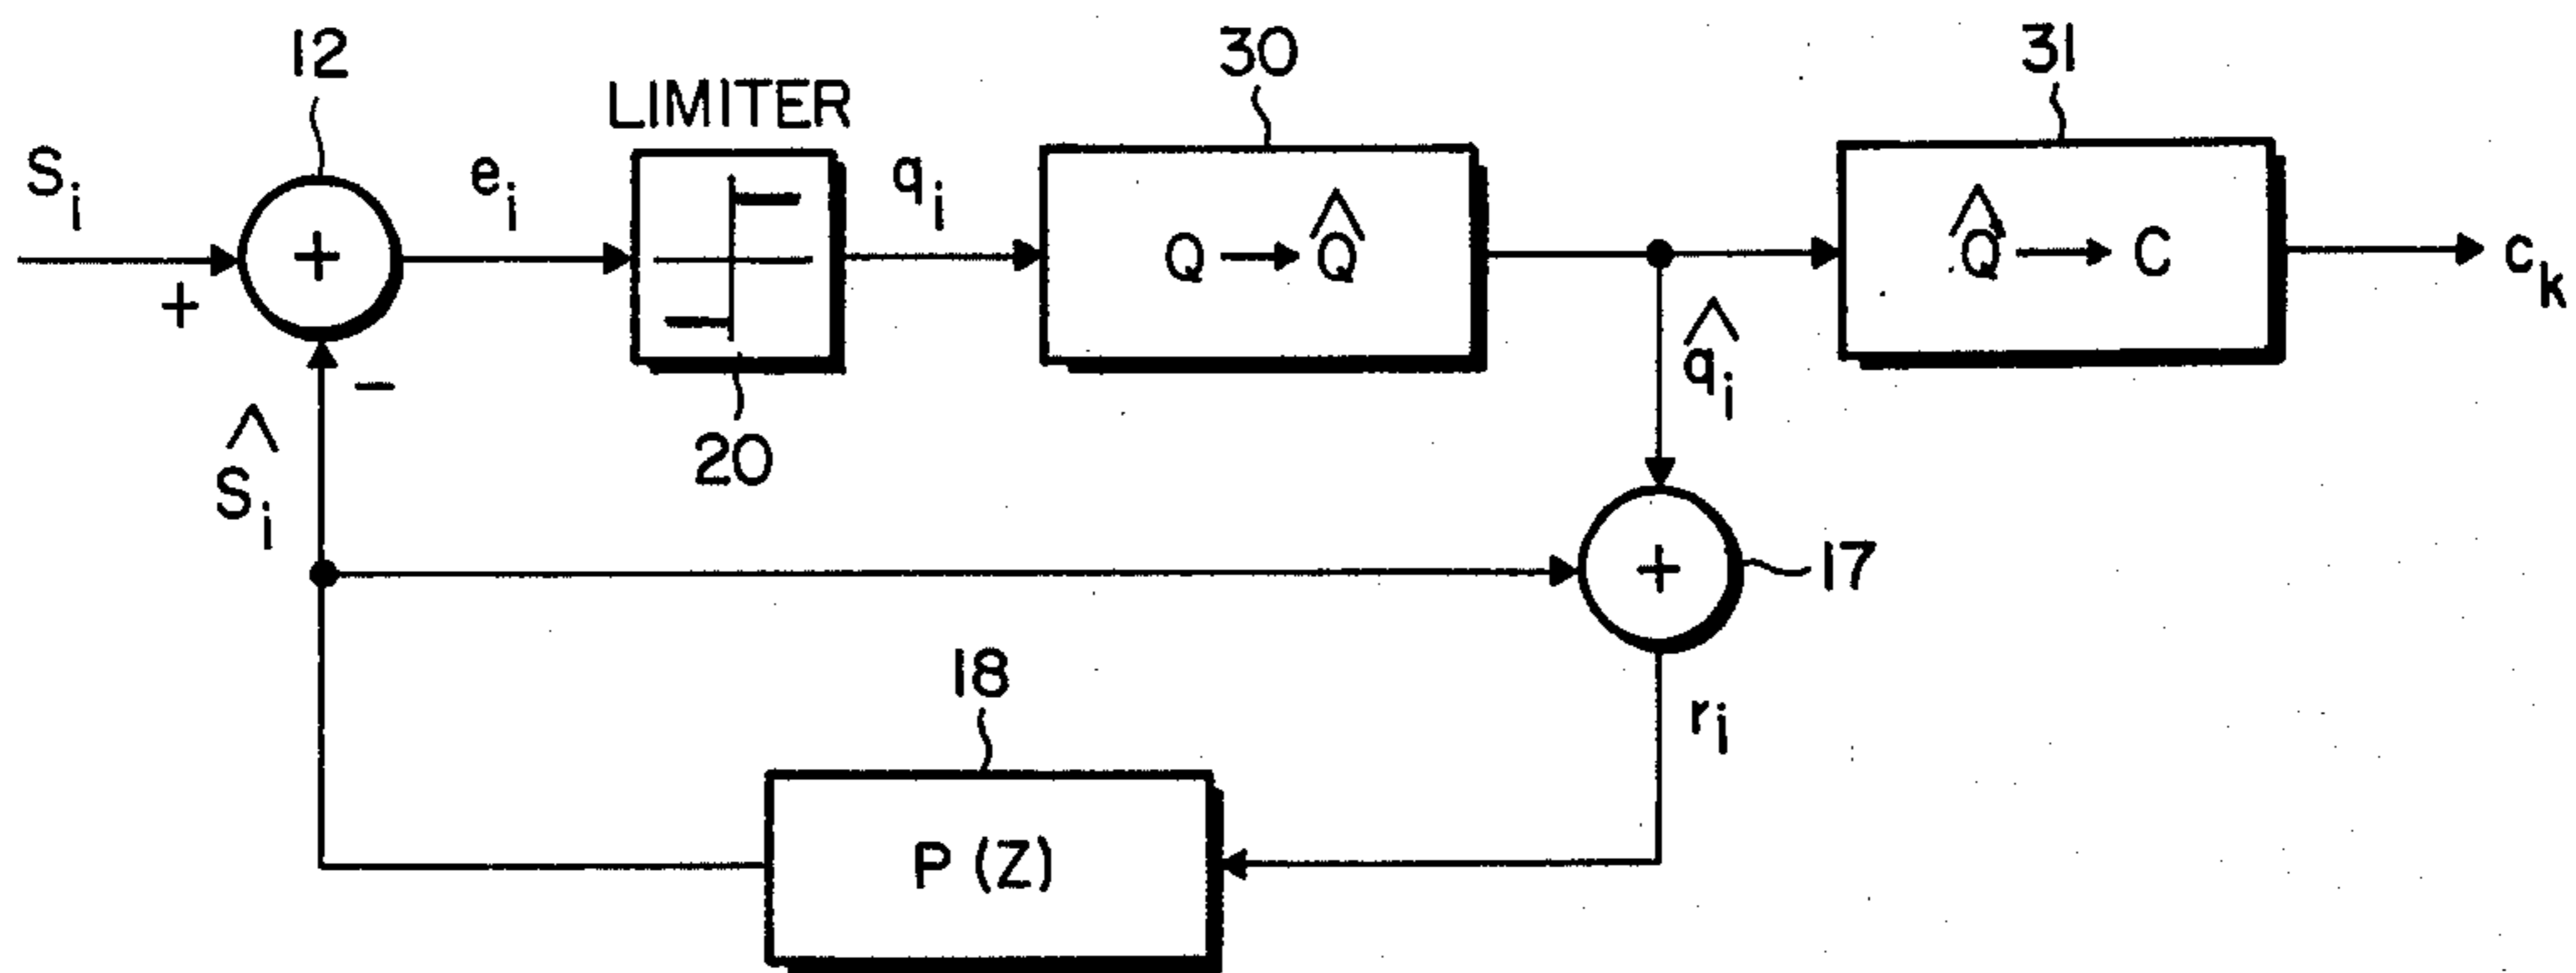 12
LIMITER
30
31
S_i
+
+
e_i
q_i
Q → Q̂
q̂_i
Q̂ → C
c_k
−
20
Ŝ_i
+
17
18
r_i
P (Z)